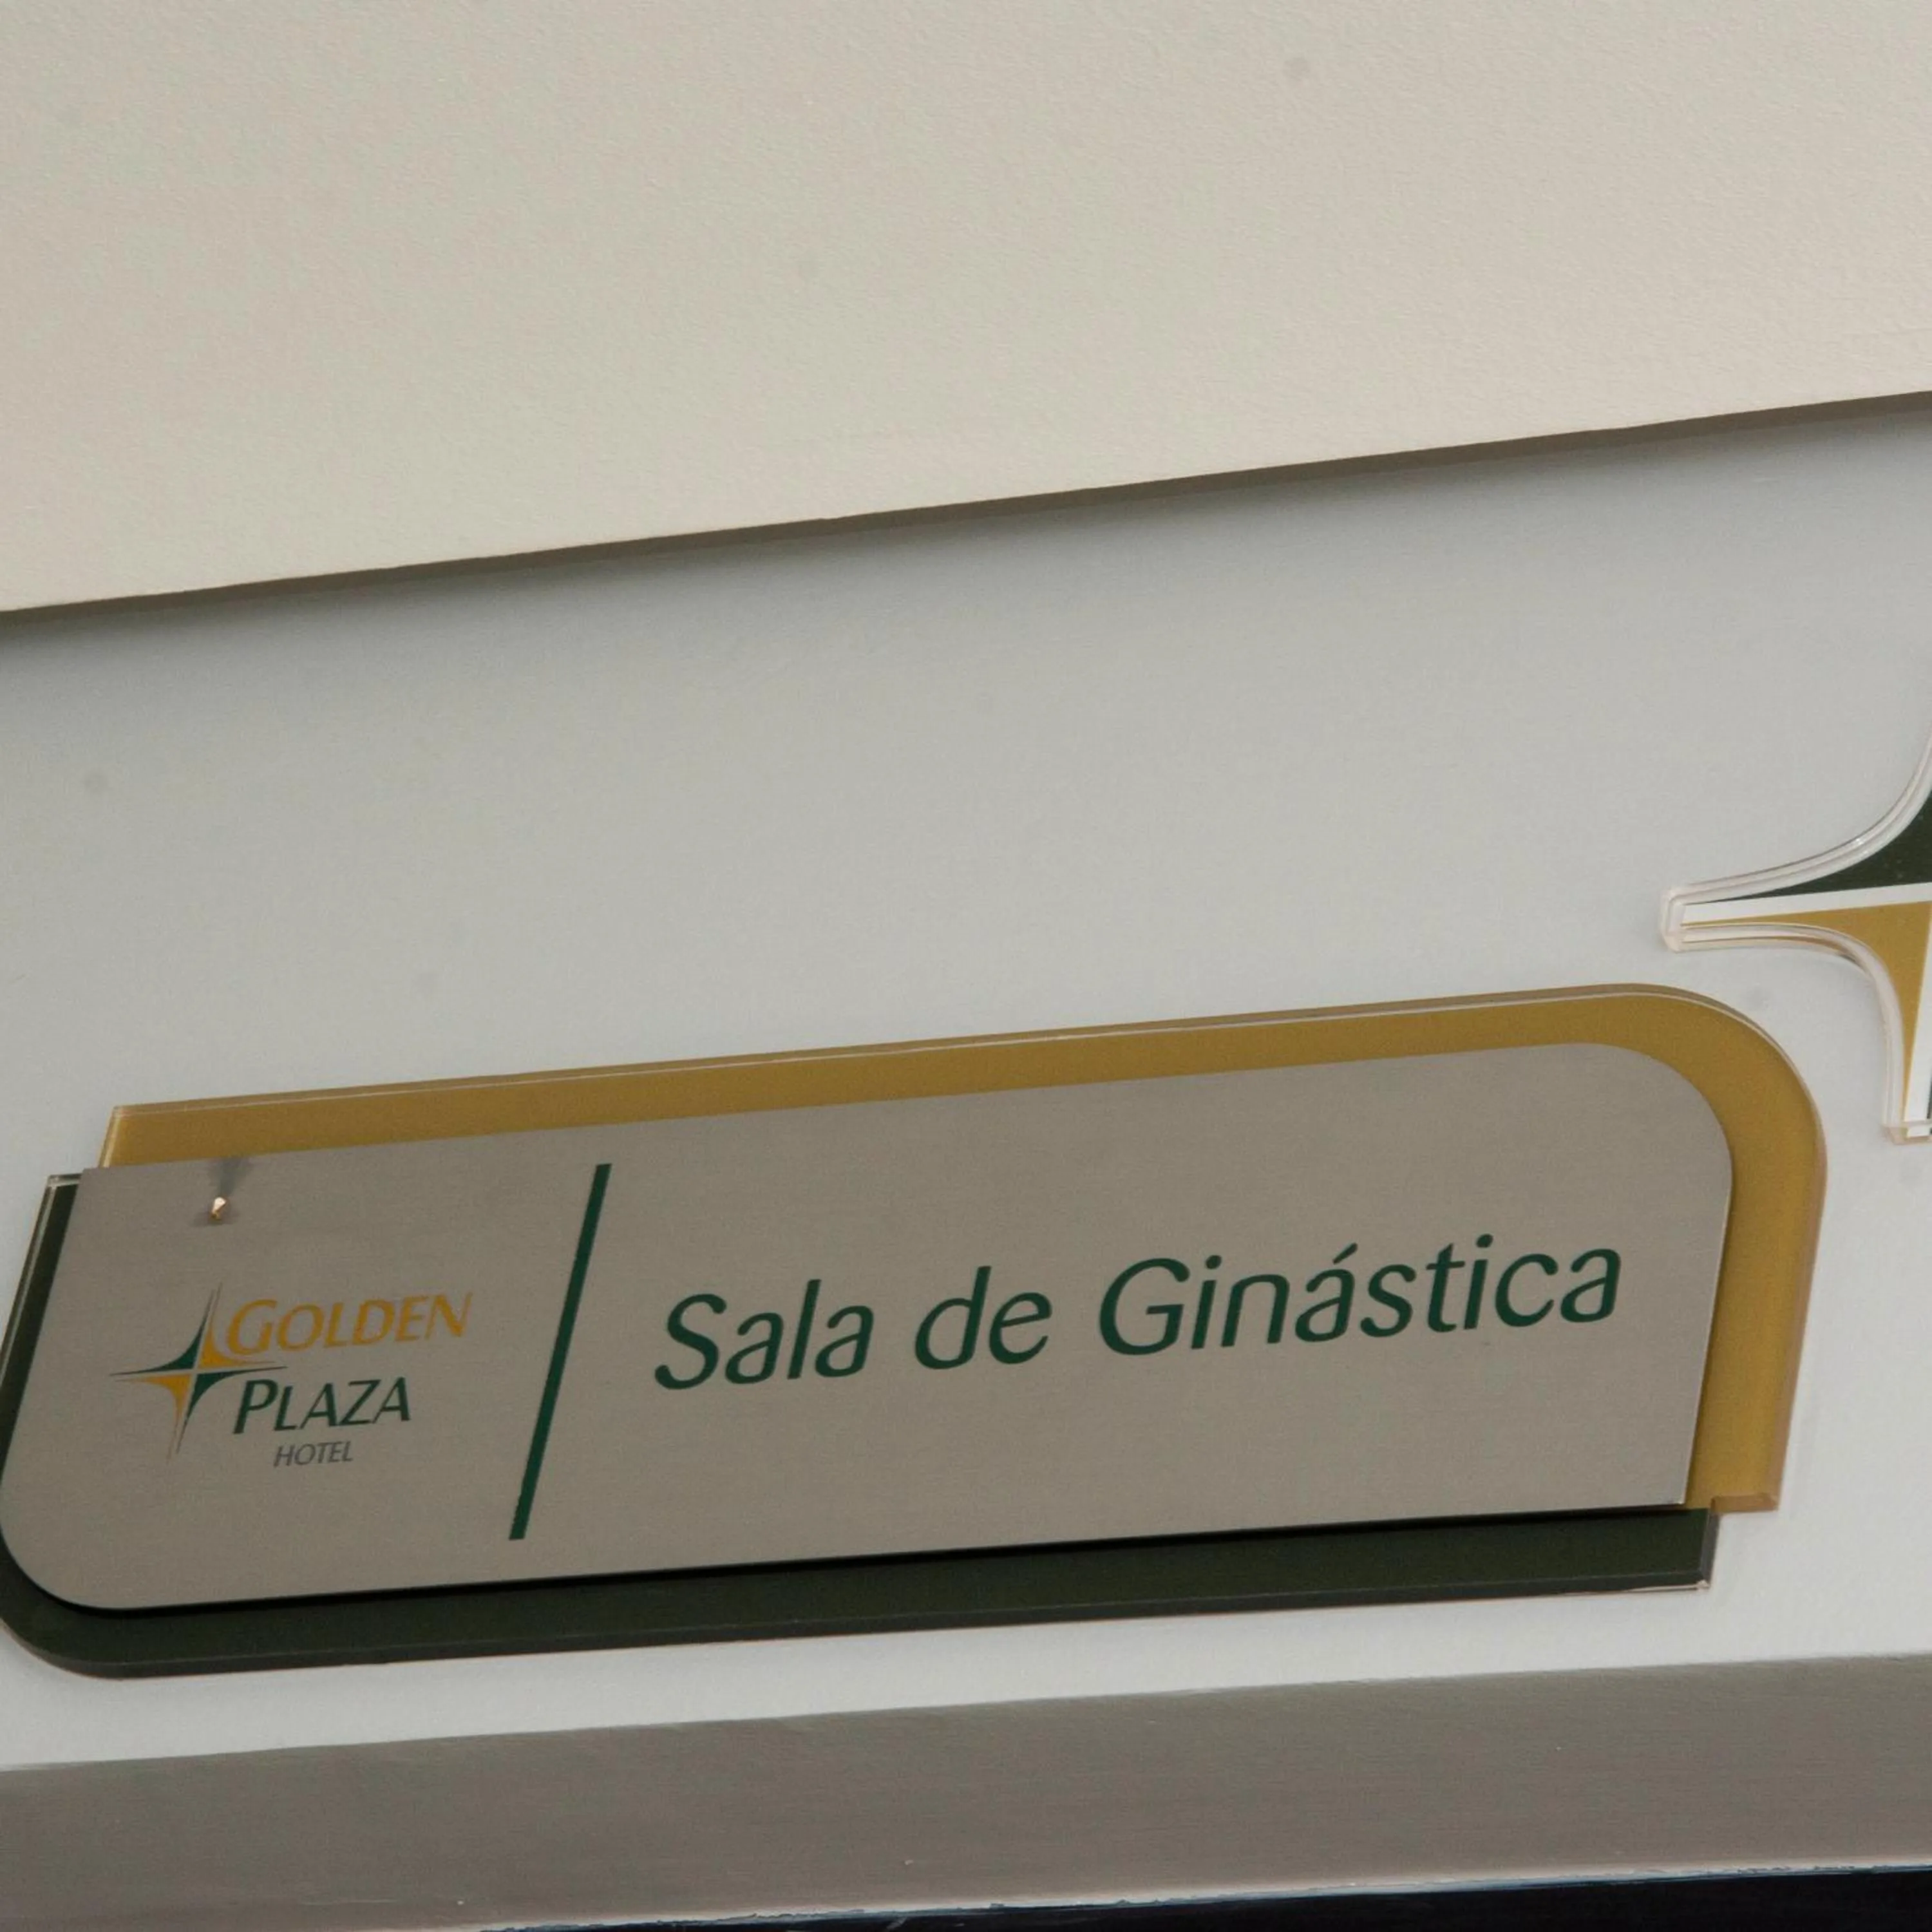 GOLDEN
PLAZA
HOTEL
Sala de Ginástica